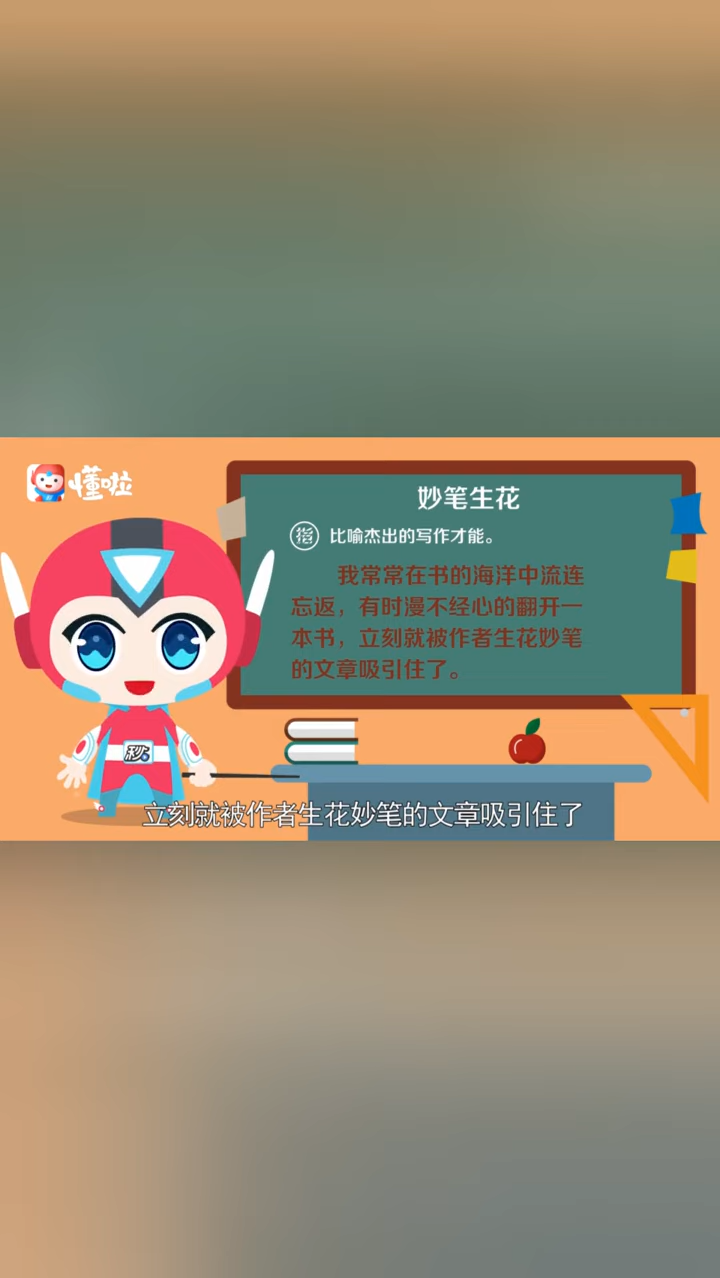 懂啦
妙笔生花
指 比喻杰出的写作才能。
我常常在书的海洋中流连
忘返，有时漫不经心的翻开一
本书，立刻就被作者生花妙笔
的文章吸引住了。
秒
立刻就被作者生花妙笔的文章吸引住了